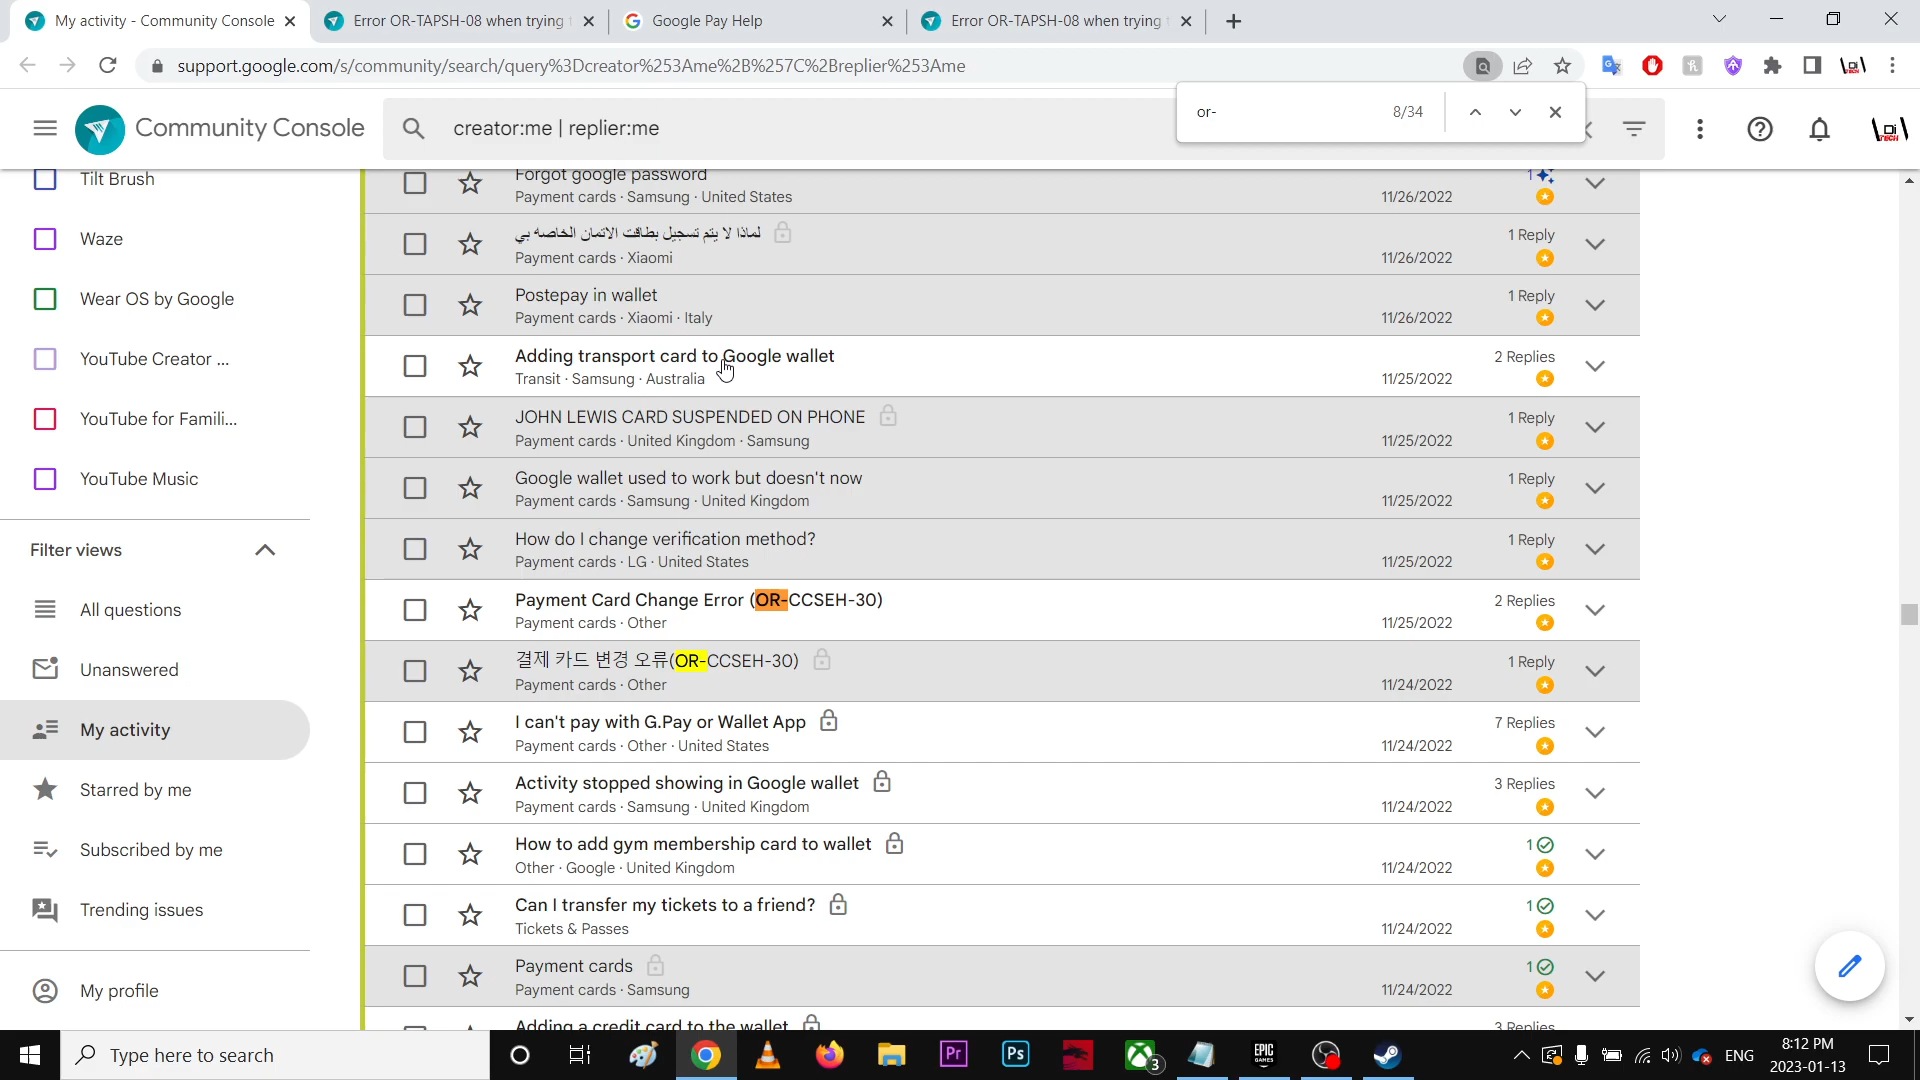 My activity - Community Console
Error OR-TAPSH-08 when trying
Google Pay Help
Error OR-TAPSH-08 when trying
support.google.com/s/community/search/query%3Dcreator%253Ame%2B%257C%2Breplier%253Ame
or-
8/34
Community Console
creator:me | replier:me
Tilt Brush
Waze
Wear OS by Google
YouTube Creator ...
YouTube for Famili...
YouTube Music
Filter views
All questions
Unanswered
My activity
Starred by me
Subscribed by me
Trending issues
My profile
Forgot google password
1
Payment cards · Samsung · United States
11/26/2022
لماذا لا يتم تسجيل بطاقت الائتمان الخاصه بي
1 Reply
Payment cards · Xiaomi
11/26/2022
Postepay in wallet
1 Reply
Payment cards · Xiaomi · Italy
11/26/2022
Adding transport card to Google wallet
2 Replies
Transit · Samsung · Australia
11/25/2022
JOHN LEWIS CARD SUSPENDED ON PHONE
1 Reply
Payment cards · United Kingdom · Samsung
11/25/2022
Google wallet used to work but doesn't now
1 Reply
Payment cards · Samsung · United Kingdom
11/25/2022
How do I change verification method?
1 Reply
Payment cards · LG · United States
11/25/2022
Payment Card Change Error (OR-CCSEH-30)
2 Replies
Payment cards · Other
11/25/2022
결제 카드 변경 오류(OR-CCSEH-30)
1 Reply
Payment cards · Other
11/24/2022
I can't pay with G.Pay or Wallet App
7 Replies
Payment cards · Other · United States
11/24/2022
Activity stopped showing in Google wallet
3 Replies
Payment cards · Samsung · United Kingdom
11/24/2022
How to add gym membership card to wallet
1
Other · Google · United Kingdom
11/24/2022
Can I transfer my tickets to a friend?
1
Tickets & Passes
11/24/2022
Payment cards
1
Payment cards · Samsung
11/24/2022
Adding a credit card to the wallet
3 Replies
Type here to search
Pr
Ps
3
EPIC GAMES
ENG
8:12 PM
2023-01-13